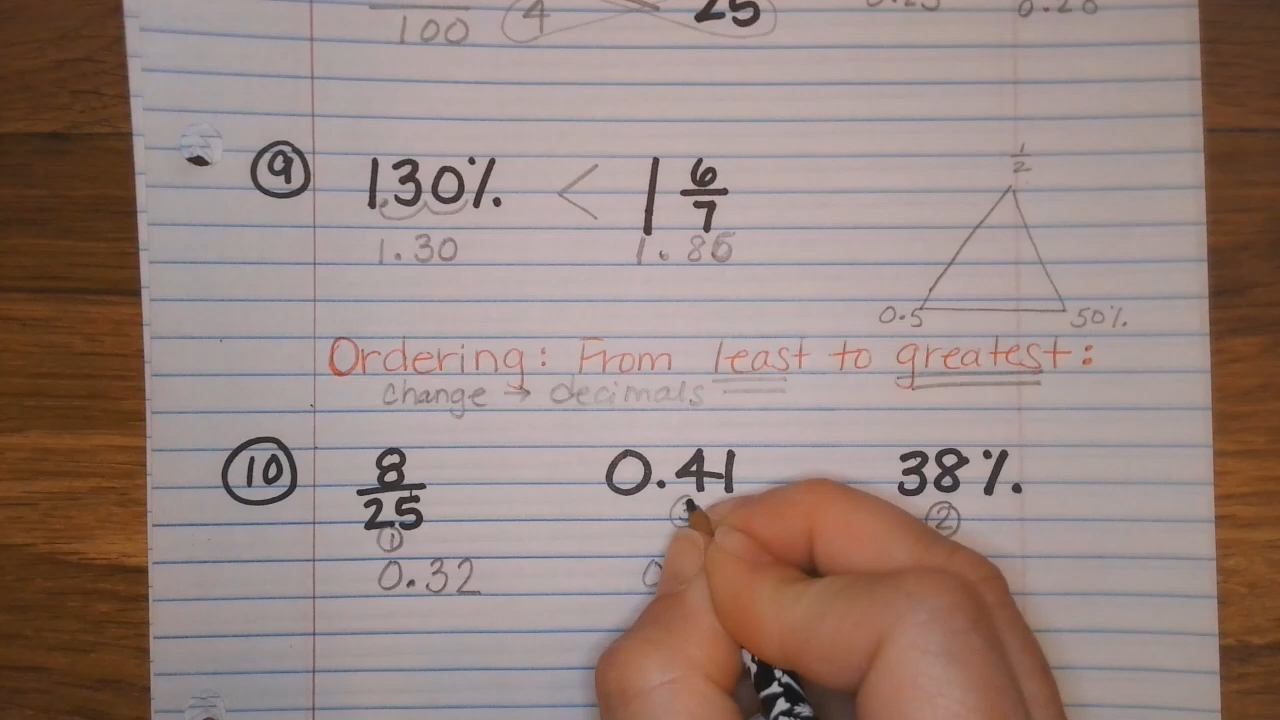 100 4 25
9 130% < 1 6/7
1.30 1.86
1/2
0.5 50%
Ordering: From least to greatest:
change → decimals
10 8/25 0.41 38%
1 3 2
0.32 0